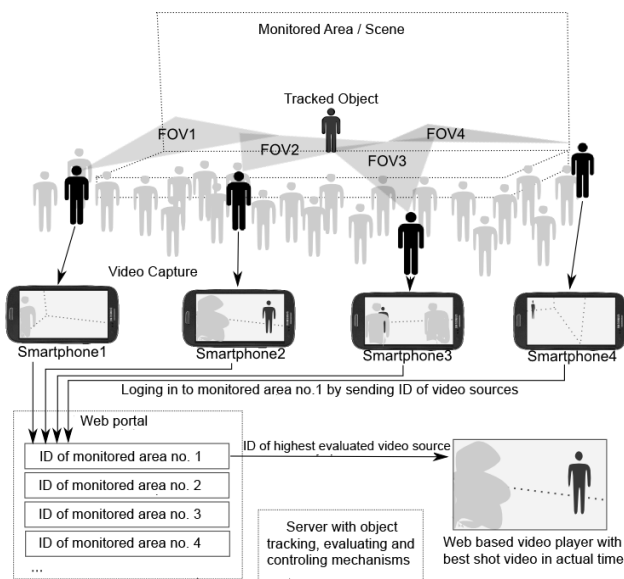 Monitored Area / Scene
Tracked Object
FOV1
FOV2
FOV4
FOV3
Video Capture
Smartphone1
Smartphone2
Smartphone3
Smartphone4
Loging in to monitored area no.1 by sending ID of video sources
Web portal
ID of highest evaluated video source
ID of monitored area no. 1
ID of monitored area no. 2
ID of monitored area no. 3
ID of monitored area no. 4
...
Server with object
tracking, evaluating and
controling mechanisms
Web based video player with
best shot video in actual time